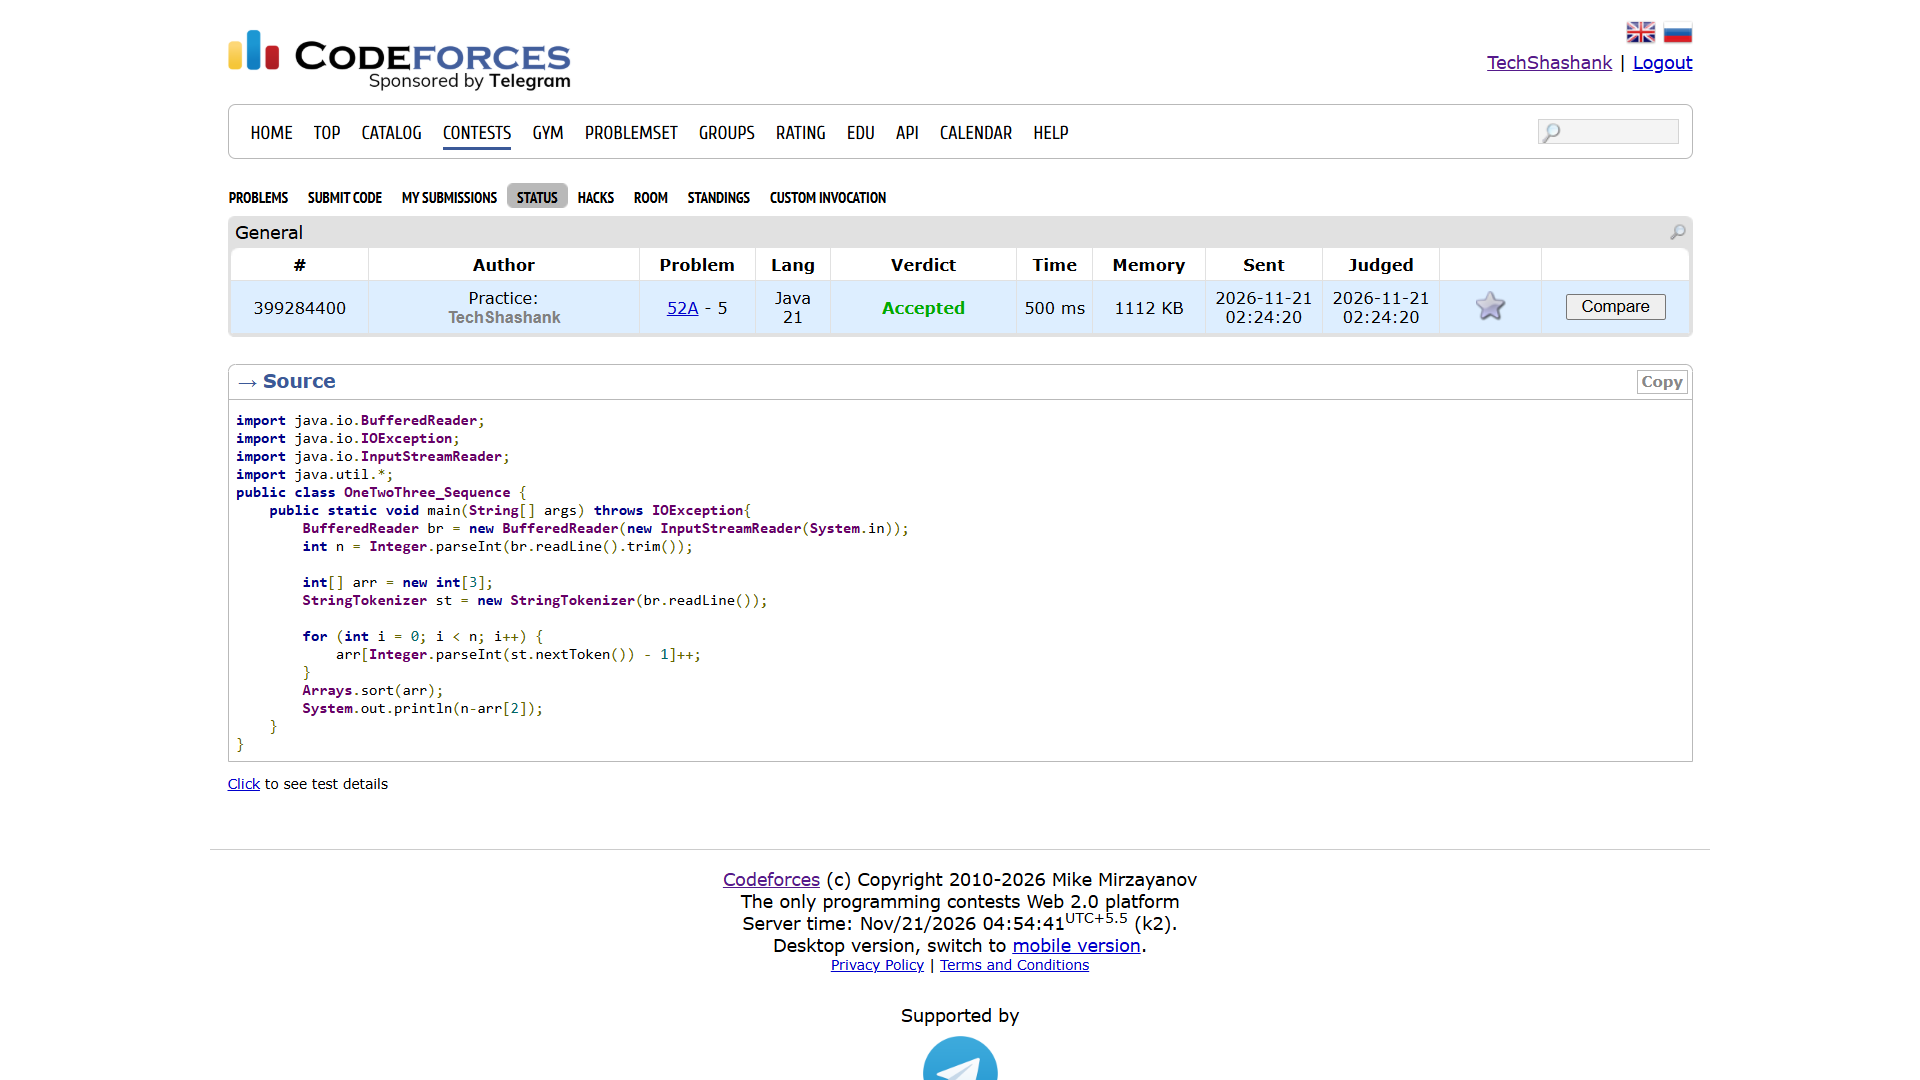 CODEFORCES
Sponsored by Telegram
TechShashank | Logout
HOME TOP CATALOG CONTESTS GYM PROBLEMSET GROUPS RATING EDU API CALENDAR HELP
PROBLEMS SUBMIT CODE MY SUBMISSIONS STATUS HACKS ROOM STANDINGS CUSTOM INVOCATION
General
# Author Problem Lang Verdict Time Memory Sent Judged
399284400 Practice: TechShashank 52A - 5 Java 21 Accepted 500 ms 1112 KB 2026-11-21 02:24:20 2026-11-21 02:24:20 Compare
→ Source Copy
import java.io.BufferedReader;
import java.io.IOException;
import java.io.InputStreamReader;
import java.util.*;
public class OneTwoThree_Sequence {
    public static void main(String[] args) throws IOException{
        BufferedReader br = new BufferedReader(new InputStreamReader(System.in));
        int n = Integer.parseInt(br.readLine().trim());
        int[] arr = new int[3];
        StringTokenizer st = new StringTokenizer(br.readLine());
        for (int i = 0; i < n; i++) {
            arr[Integer.parseInt(st.nextToken()) - 1]++;
        }
        Arrays.sort(arr);
        System.out.println(n-arr[2]);
    }
}
Click to see test details
Codeforces (c) Copyright 2010-2026 Mike Mirzayanov
The only programming contests Web 2.0 platform
Server time: Nov/21/2026 04:54:41 UTC+5.5 (k2).
Desktop version, switch to mobile version.
Privacy Policy | Terms and Conditions
Supported by